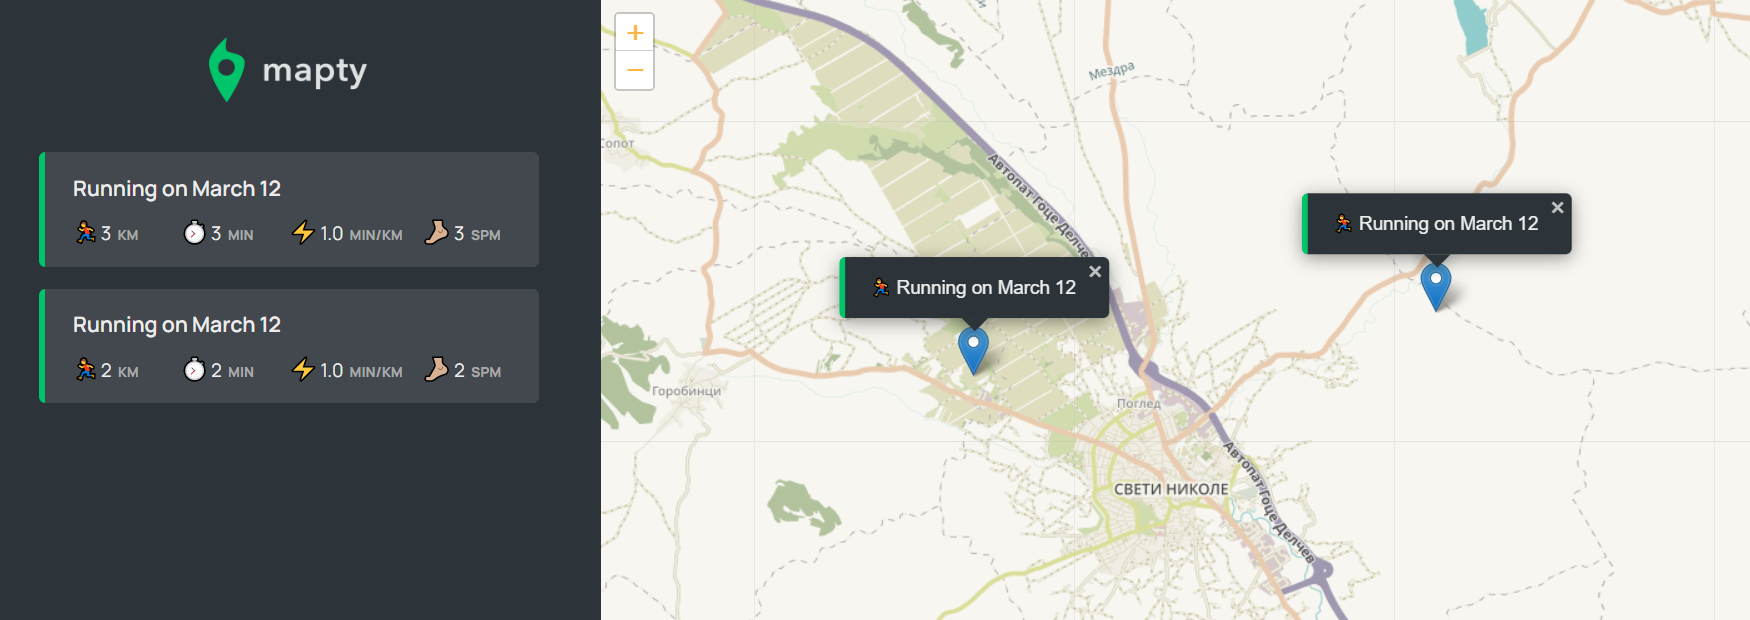 mapty
Running on March 12
3 KM 3 MIN 1.0 MIN/KM 3 SPM
Running on March 12
2 KM 2 MIN 1.0 MIN/KM 2 SPM
+
−
Мездра
Сопот
Автопат Гоце Делчев
Running on March 12 ×
Running on March 12 ×
Горобинци
Поглед
СВЕТИ НИКОЛЕ
Автопат Гоце Делчев